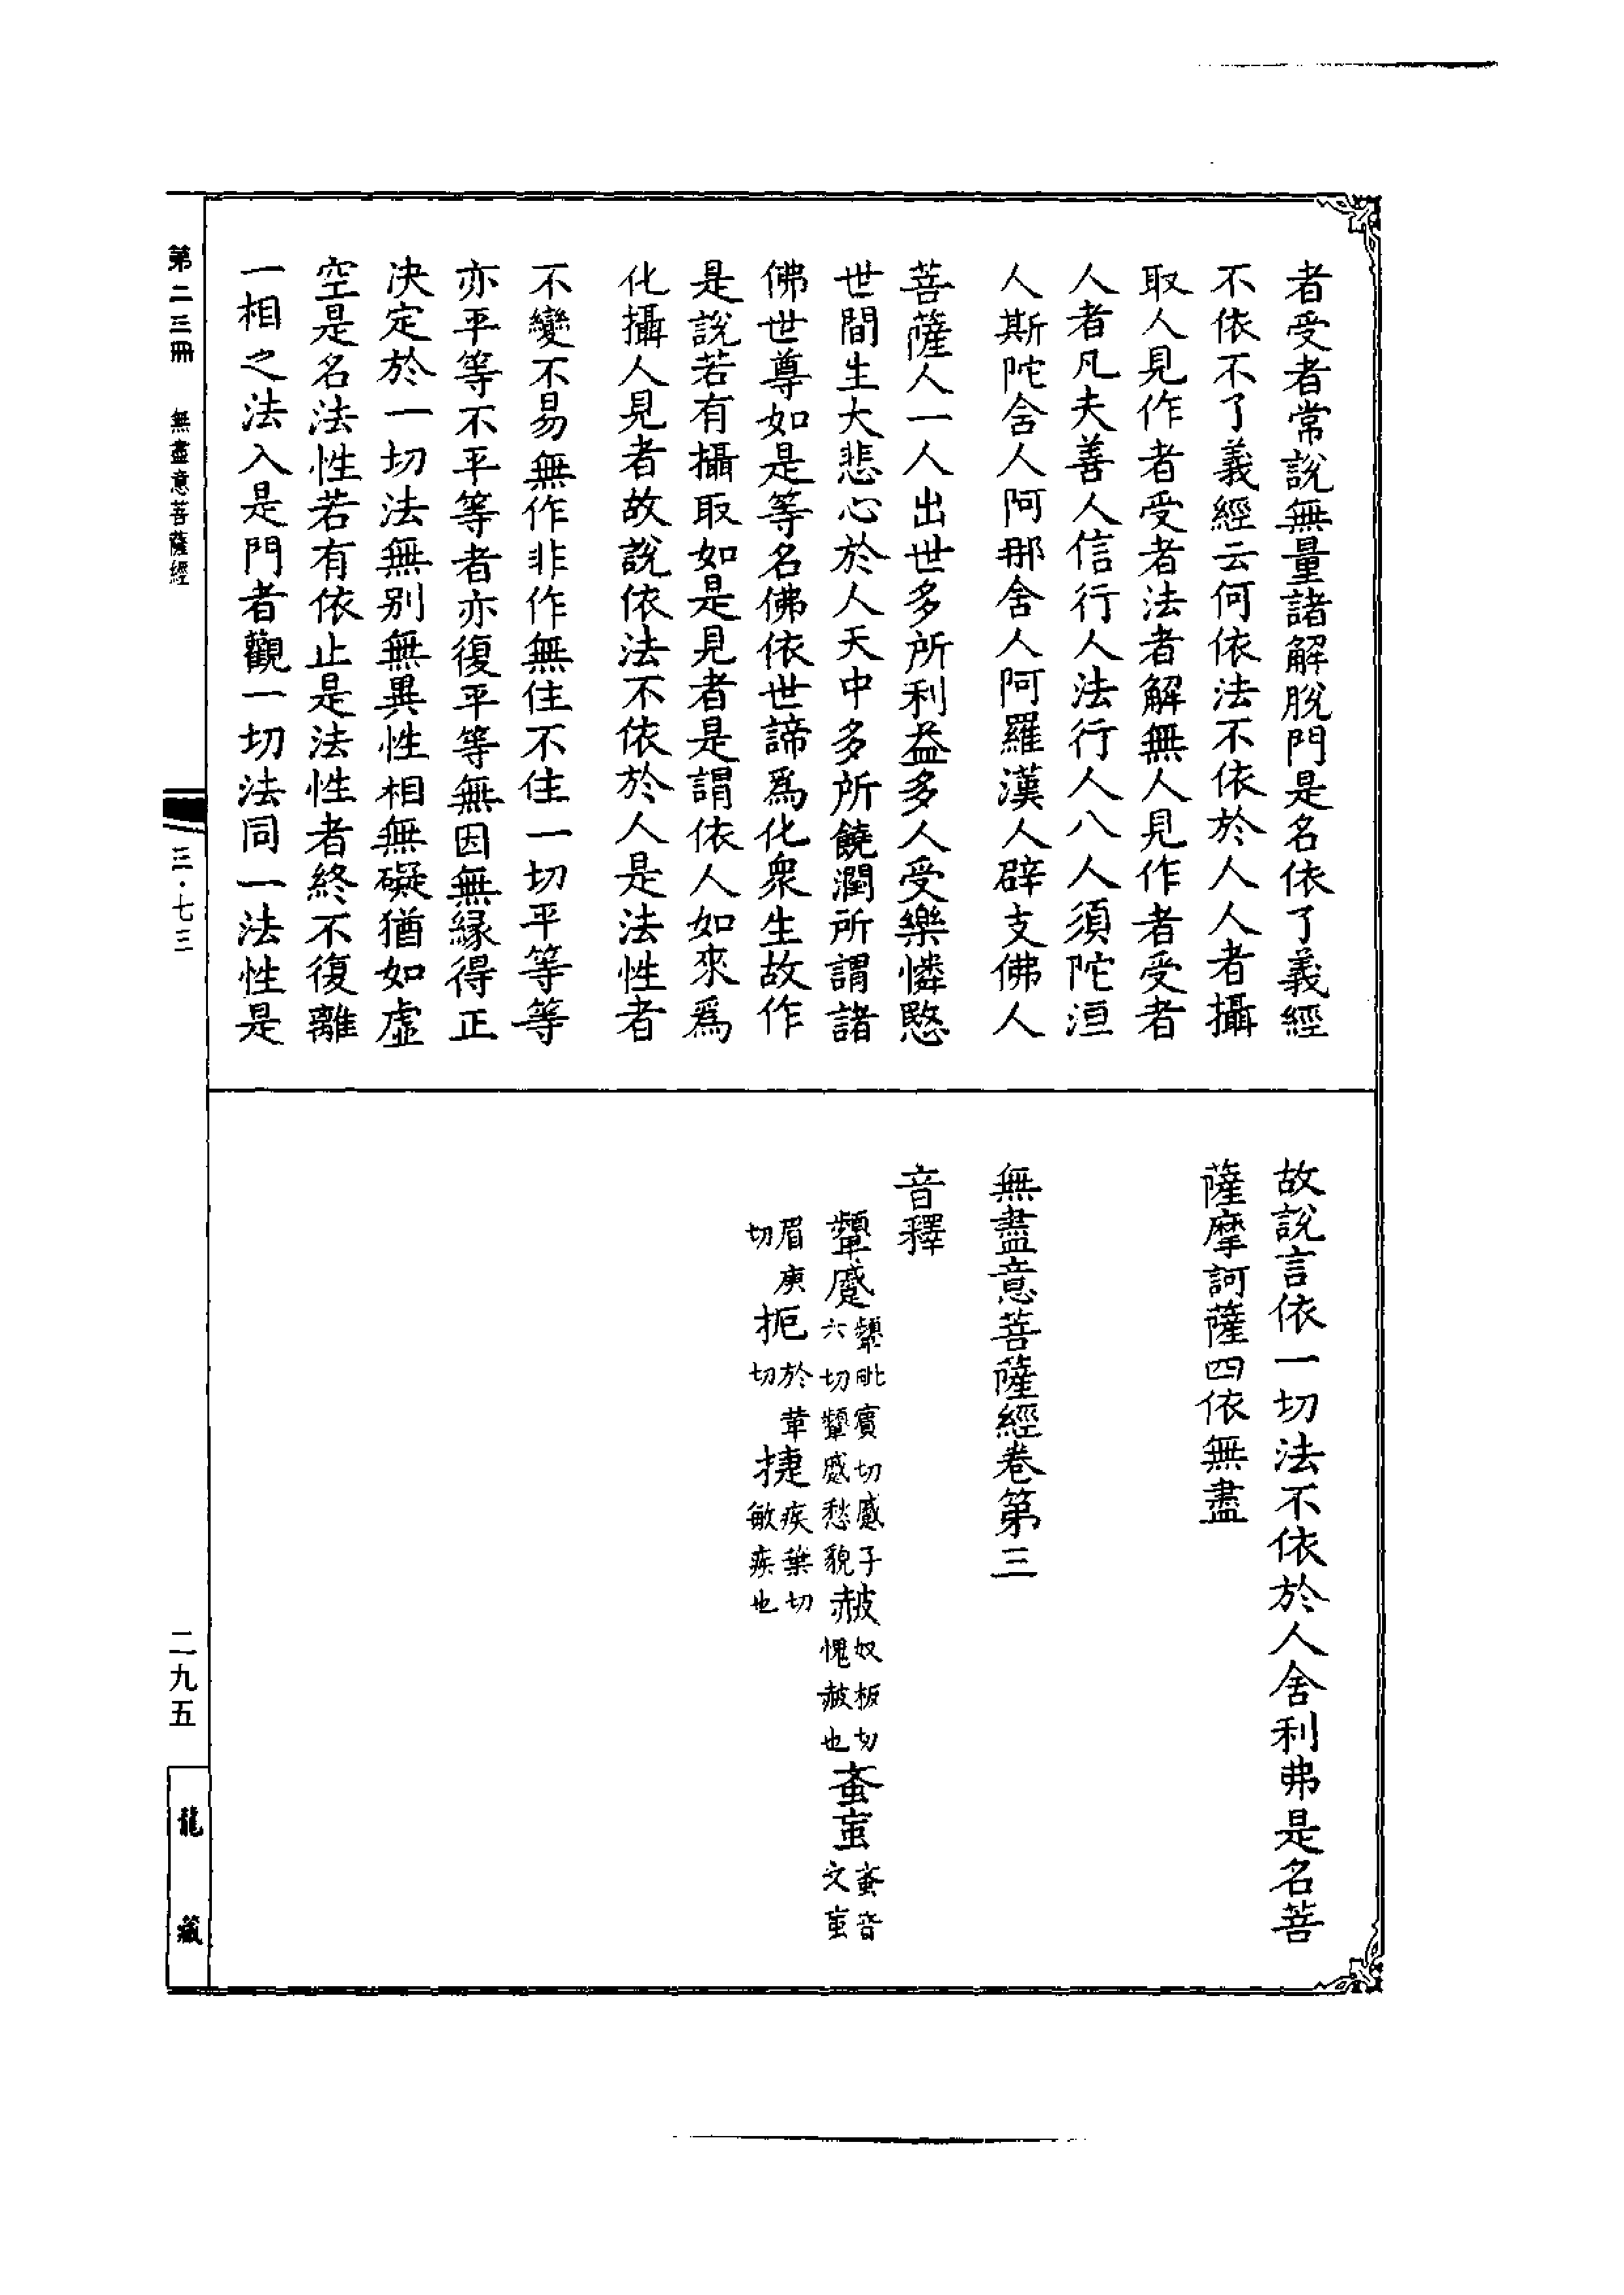 者受者常說無量諸解脫門是名依了義經
不依不了義經云何依法不依於人人者攝
取人見作者受者法者解無人見作者受者
人者凡夫善人信行人法行人八人須陀洹
人斯陀含人阿那含人阿羅漢人辟支佛人
菩薩人一人出世多所利益多人受樂憐愍
世間生大悲心於人天中多所饒潤所謂諸
佛世尊如是等名佛依世諦爲化衆生故作
是說若有攝取如是見者是謂依人如來爲
化攝人見者故說依法不依於人是法性者
不變不易無作非作無住不住一切平等等
亦平等不平等者亦復平等無因無緣得正
決定於一切法無別無異性相無礙猶如虛
空是名法性若有依止是法性者終不復離
一相之法入是門者觀一切法同一法性是
故說言依一切法不依於人舍利弗是名菩
薩摩訶薩四依無盡
無盡意菩薩經卷第三
音釋
顰蹙顰毗賓切蹙子六切顰蹙愁貌赧奴板切愧赧也蚉䖟蚉音文䖟
眉庚切扼於革切捷疾葉切敏疾也
第二三冊 無盡意菩薩經
三·七三
二九五
龍藏